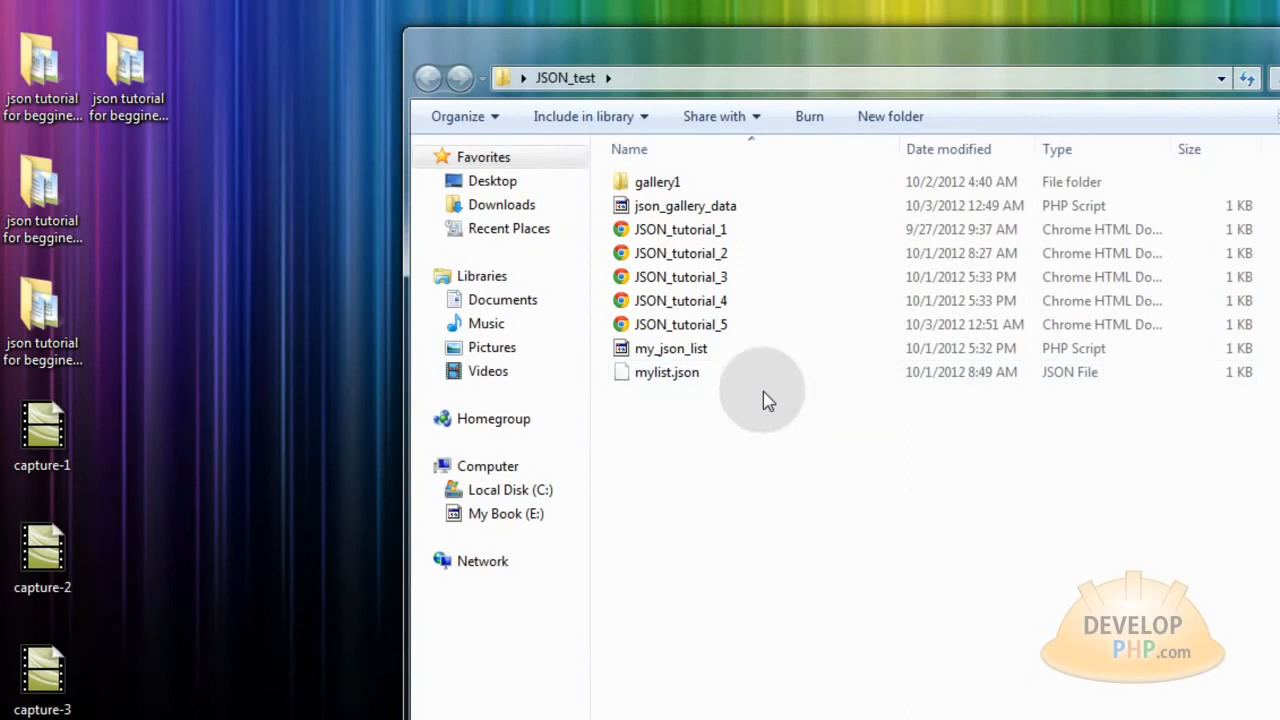 json tutorial
for beggine...
json tutorial
for beggine...
json tutorial
for beggine...
json tutorial
for beggine...
capture-1
capture-2
capture-3
JSON_test
Organize
Include in library
Share with
Burn
New folder
Favorites
Desktop
Downloads
Recent Places
Libraries
Documents
Music
Pictures
Videos
Homegroup
Computer
Local Disk (C:)
My Book (E:)
Network
Name Date modified Type Size
gallery1 10/2/2012 4:40 AM File folder
json_gallery_data 10/3/2012 12:49 AM PHP Script 1 KB
JSON_tutorial_1 9/27/2012 9:37 AM Chrome HTML Do... 1 KB
JSON_tutorial_2 10/1/2012 8:27 AM Chrome HTML Do... 1 KB
JSON_tutorial_3 10/1/2012 5:33 PM Chrome HTML Do... 1 KB
JSON_tutorial_4 10/1/2012 5:33 PM Chrome HTML Do... 1 KB
JSON_tutorial_5 10/3/2012 12:51 AM Chrome HTML Do... 1 KB
my_json_list 10/1/2012 5:32 PM PHP Script 1 KB
mylist.json 10/1/2012 8:49 AM JSON File 1 KB
DEVELOP
PHP.com